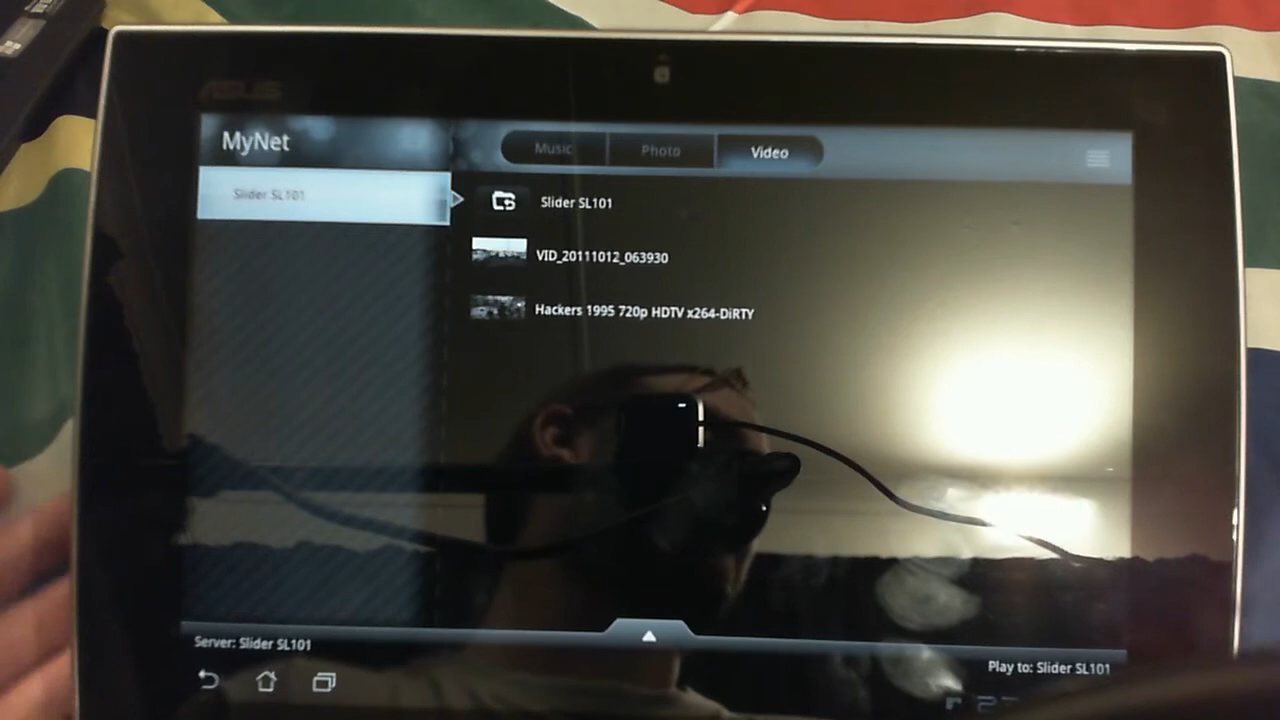 ASUS
MyNet
Music
Photo
Video
Slider SL101
Slider SL101
VID_20111012_063930
Hackers 1995 720p HDTV x264-DiRTY
Server: Slider SL101
Play to: Slider SL101